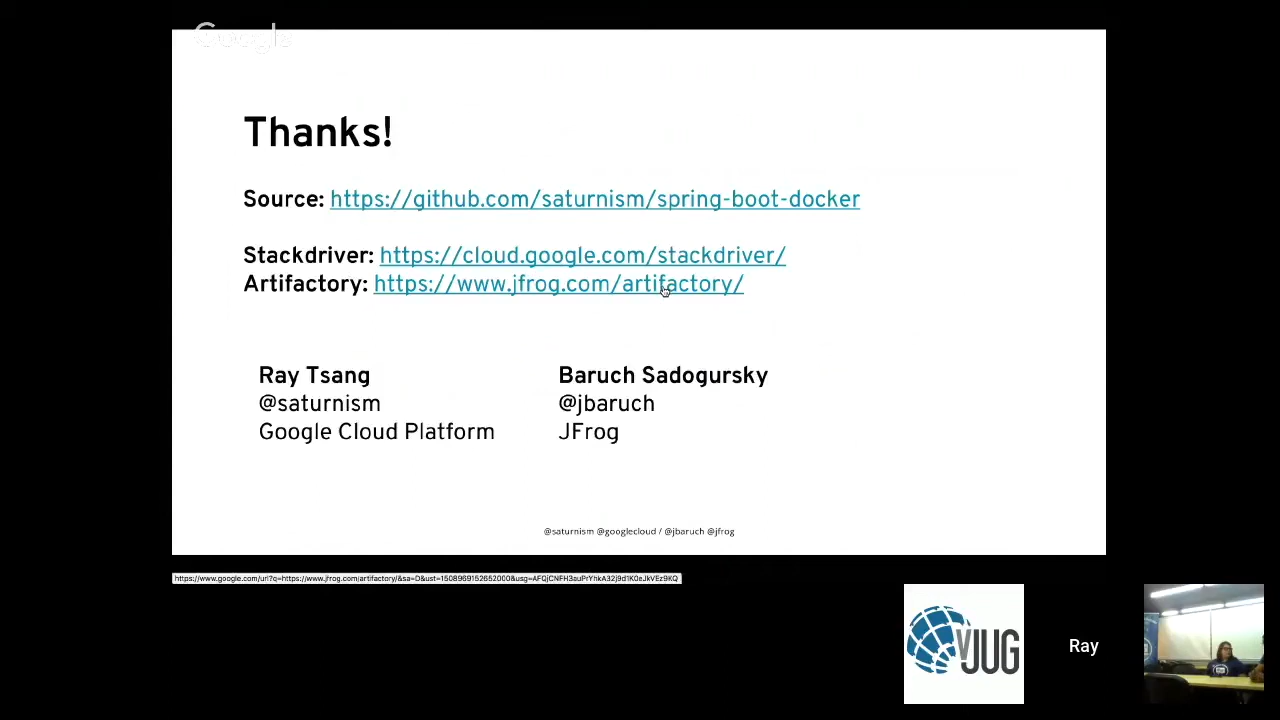 Google
Thanks!
Source: https://github.com/saturnism/spring-boot-docker
Stackdriver: https://cloud.google.com/stackdriver/
Artifactory: https://www.jfrog.com/artifactory/
Ray Tsang
@saturnism
Google Cloud Platform
Baruch Sadogursky
@jbaruch
JFrog
@saturnism @googlecloud / @jbaruch @jfrog
https://www.google.com/url?q=https://www.jfrog.com/artifactory/&sa=D&ust=1508969152652000&usg=AFQjCNFH3auPrYhkA32j9d1K0eJkVEz9KQ
vJUG
Ray